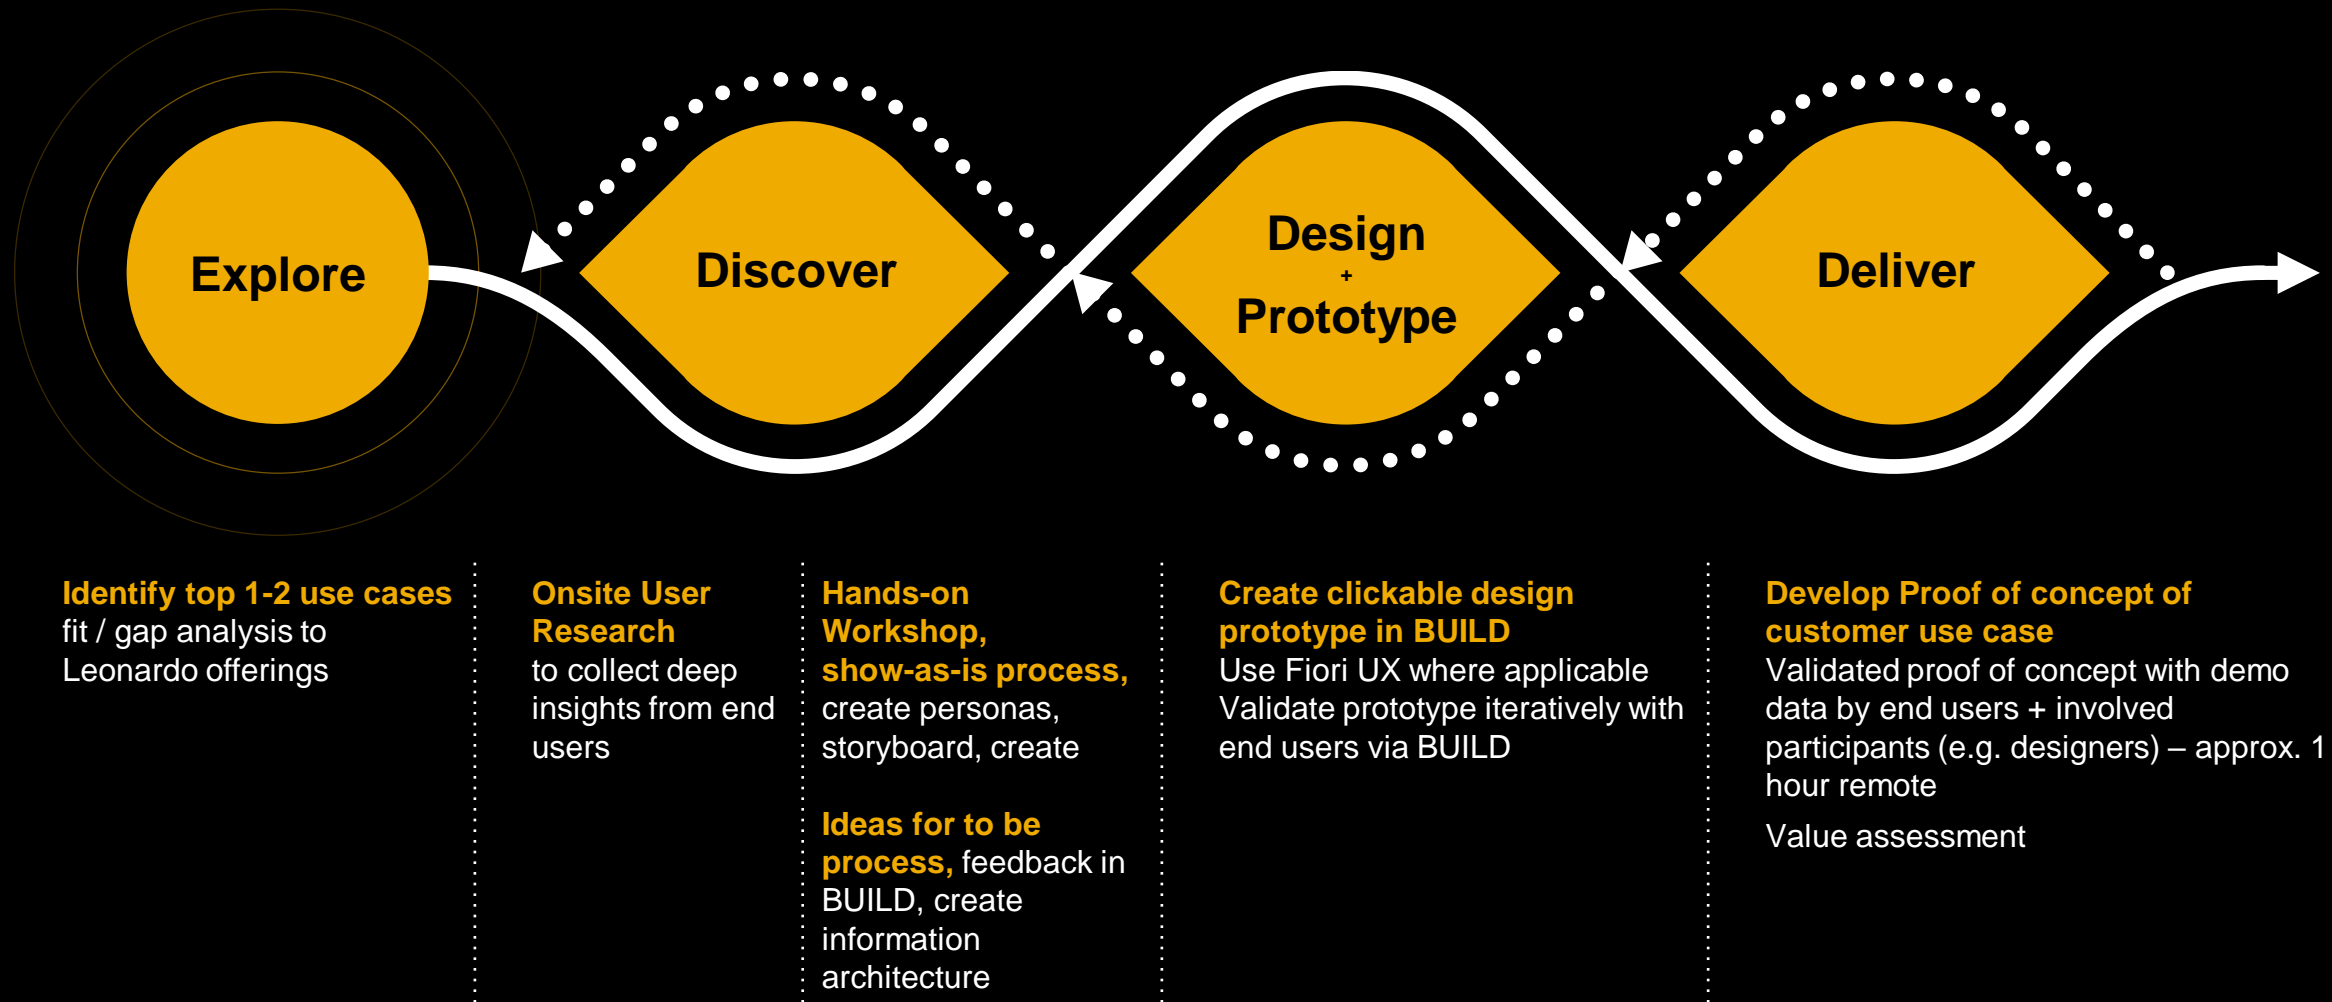 Explore
Discover
Design
+
Prototype
Deliver
Identify top 1-2 use cases
fit / gap analysis to
Leonardo offerings
Onsite User
Research
to collect deep
insights from end
users
Hands-on
Workshop,
show-as-is process,
create personas,
storyboard, create
Ideas for to be
process, feedback in
BUILD, create
information
architecture
Create clickable design
prototype in BUILD
Use Fiori UX where applicable
Validate prototype iteratively with
end users via BUILD
Develop Proof of concept of
customer use case
Validated proof of concept with demo
data by end users + involved
participants (e.g. designers) – approx. 1
hour remote
Value assessment